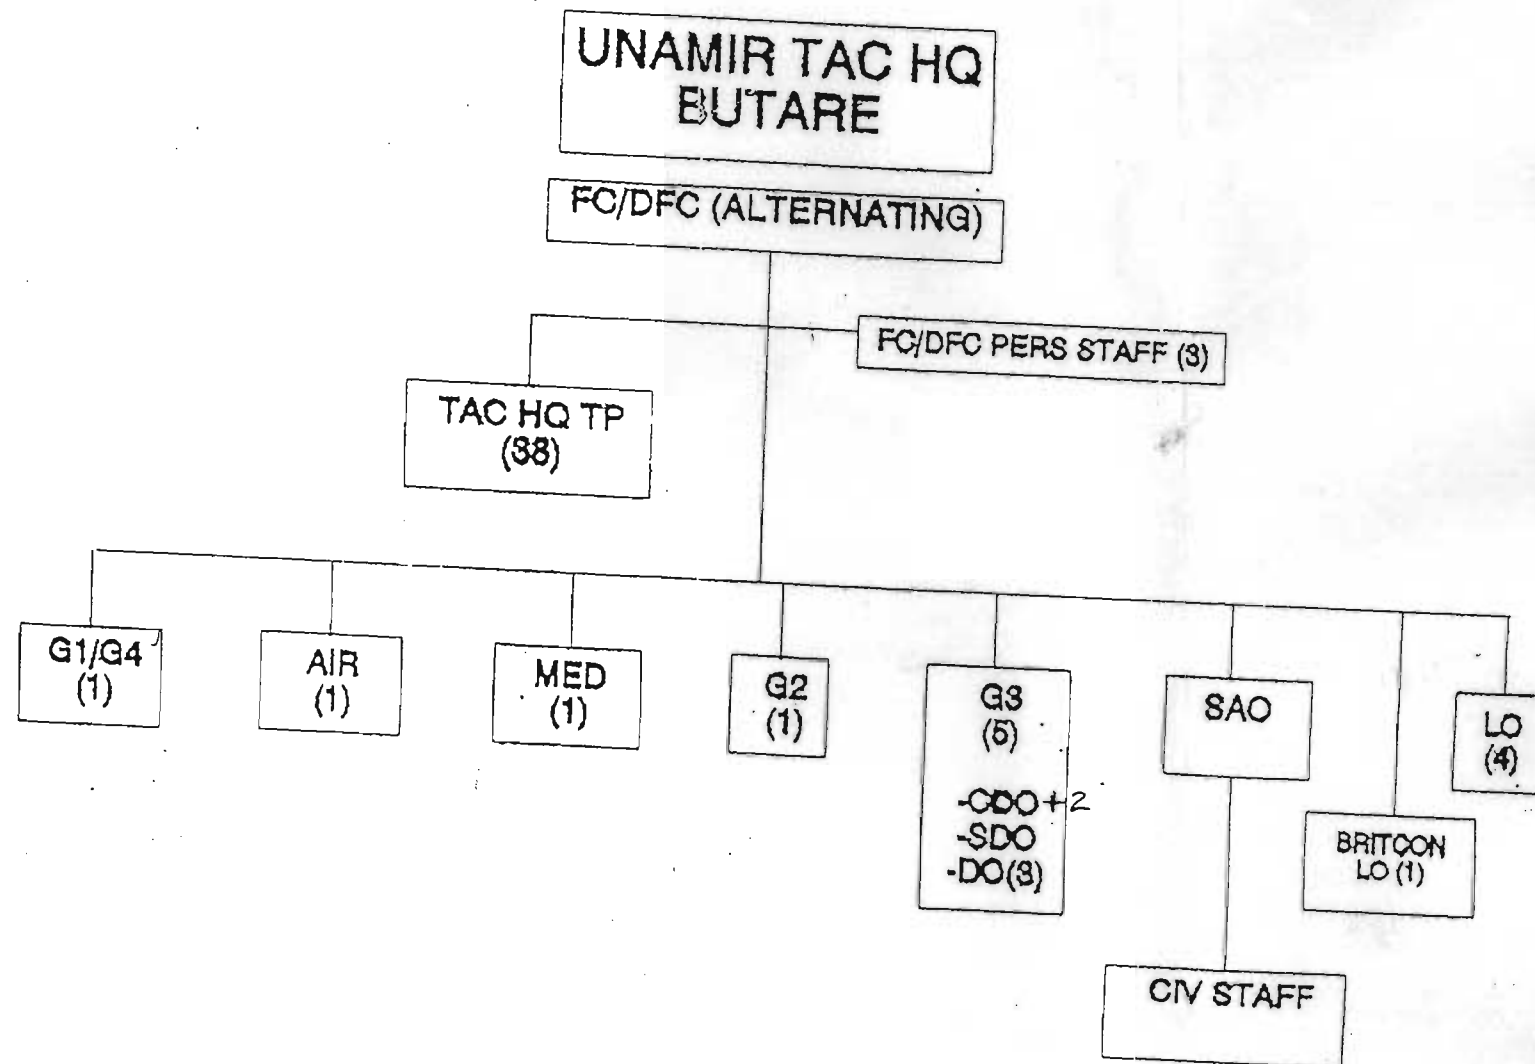 UNAMIR TAC HQ
BUTARE
FC/DFC (ALTERNATING)
FC/DFC PERS STAFF (3)
TAC HQ TP
(38)
G1/G4
(1)
AIR
(1)
MED
(1)
G2
(1)
G3
(5)
-CDO+2
-SDO
-DO(3)
SAO
LO
(4)
BRITCON
LO (1)
CIV STAFF